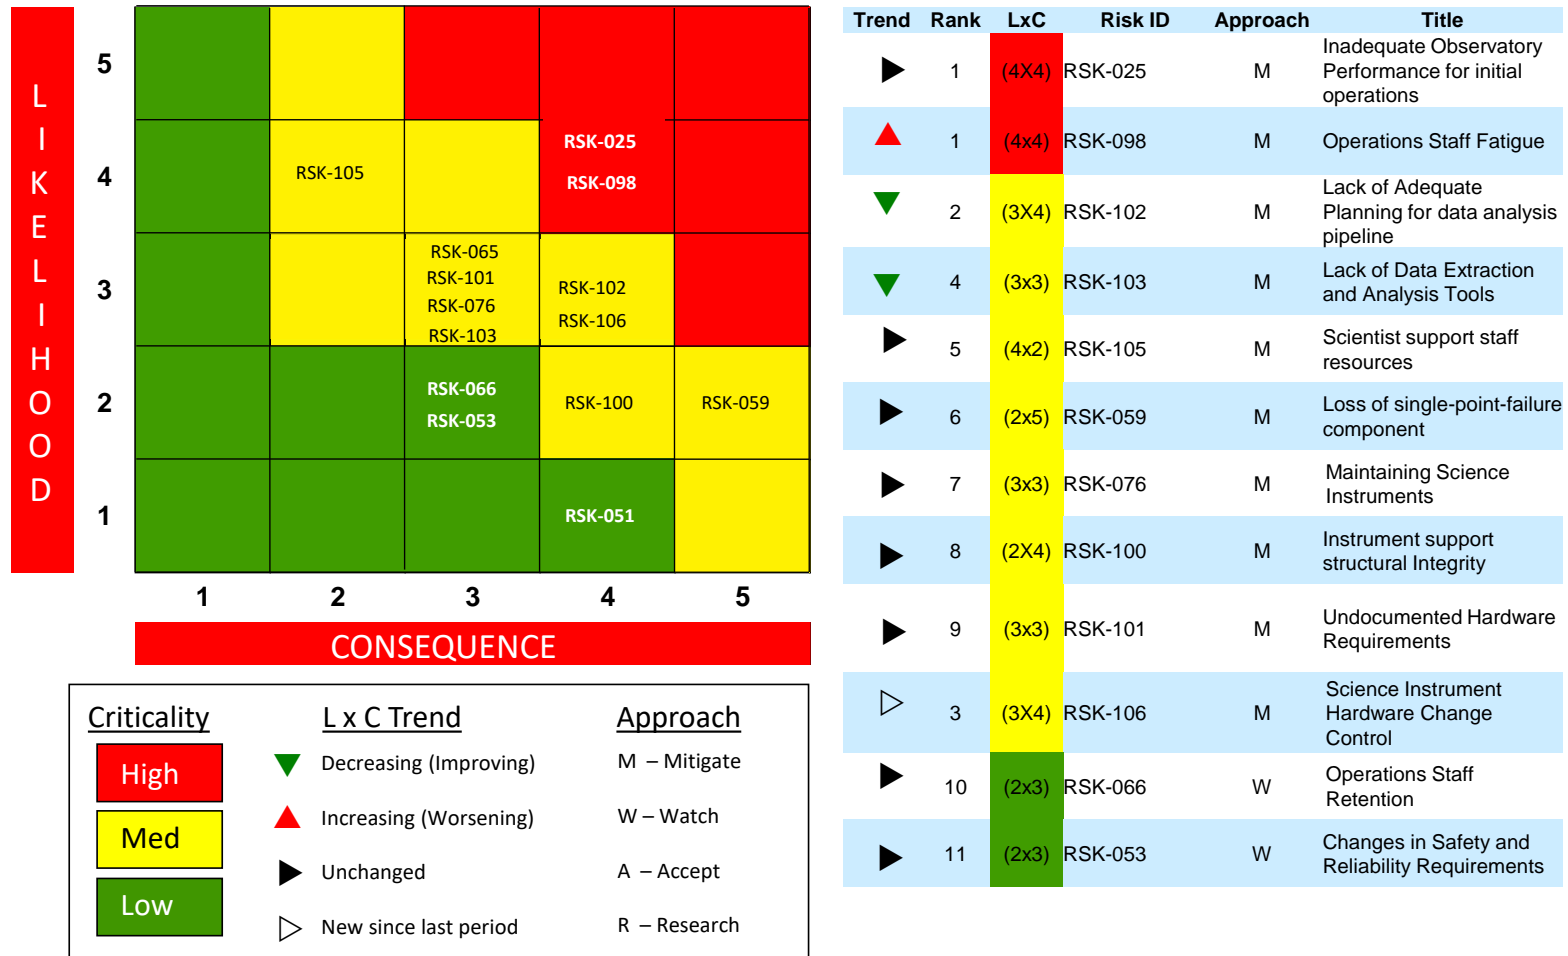 LIKELIHOOD
5
4
3
2
1
RSK-025
RSK-105
RSK-098
RSK-065
RSK-101
RSK-076
RSK-103
RSK-102
RSK-106
RSK-066
RSK-053
RSK-100
RSK-059
RSK-051
1 2 3 4 5
CONSEQUENCE
Criticality
High
Med
Low
L x C Trend
Decreasing (Improving)
Increasing (Worsening)
Unchanged
New since last period
Approach
M – Mitigate
W – Watch
A – Accept
R – Research
Trend Rank LxC Risk ID Approach Title
1 (4X4) RSK-025 M Inadequate Observatory
Performance for initial
operations
1 (4x4) RSK-098 M Operations Staff Fatigue
2 (3X4) RSK-102 M Lack of Adequate
Planning for data analysis
pipeline
4 (3x3) RSK-103 M Lack of Data Extraction
and Analysis Tools
5 (4x2) RSK-105 M Scientist support staff
resources
6 (2x5) RSK-059 M Loss of single-point-failure
component
7 (3x3) RSK-076 M Maintaining Science
Instruments
8 (2X4) RSK-100 M Instrument support
structural Integrity
9 (3x3) RSK-101 M Undocumented Hardware
Requirements
3 (3X4) RSK-106 M Science Instrument
Hardware Change
Control
10 (2x3) RSK-066 W Operations Staff
Retention
11 (2x3) RSK-053 W Changes in Safety and
Reliability Requirements